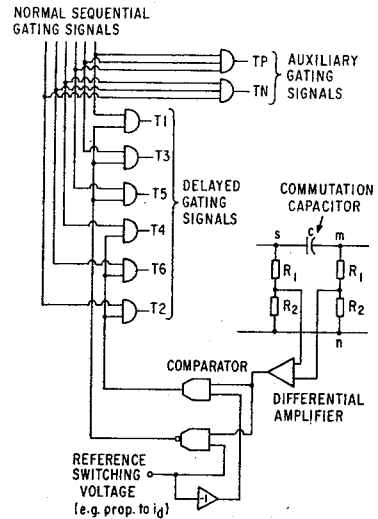 NORMAL SEQUENTIAL
GATING SIGNALS
TP
TN
AUXILIARY
GATING
SIGNALS
T1
T3
T5
T4
T6
T2
DELAYED
GATING
SIGNALS
COMMUTATION
CAPACITOR
s
c
m
R1
R1
R2
R2
n
COMPARATOR
DIFFERENTIAL
AMPLIFIER
REFERENCE
SWITCHING
VOLTAGE
(e.g. prop. to id)
-1